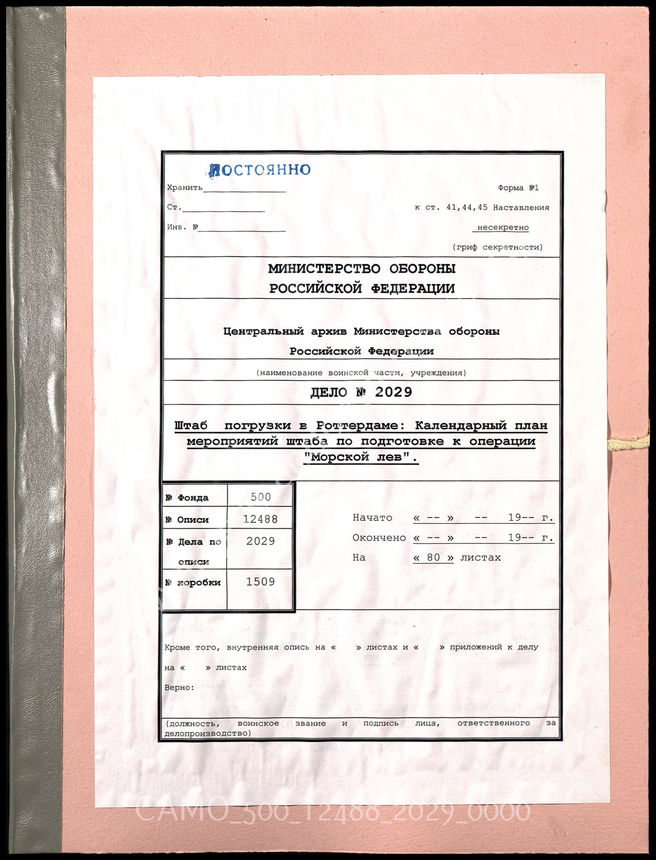 ПОСТОЯННО
Хранить
Форма №1
Ст.
к ст. 41,44,45 Наставления
Инв. №
несекретно
(гриф секретности)
МИНИСТЕРСТВО ОБОРОНЫ
РОССИЙСКОЙ ФЕДЕРАЦИИ
Центральный архив Министерства обороны
Российской Федерации
(наименование воинской части, учреждения)
ДЕЛО № 2029
Штаб погрузки в Роттердаме: Календарный план
мероприятий штаба по подготовке к операции
"Морской лев".
№ Фонда 500
№ Описи 12488
№ Дела по 2029
описи
№ коробки 1509
Начато « -- » -- 19-- г.
Окончено « -- » -- 19-- г.
На « 80 » листах
Кроме того, внутренняя опись на « » листах и « » приложений к делу
на « » листах
Верно:
(должность, воинское звание и подпись лица, ответственного за
делопроизводство)
CAMO_500_12488_2029_0000